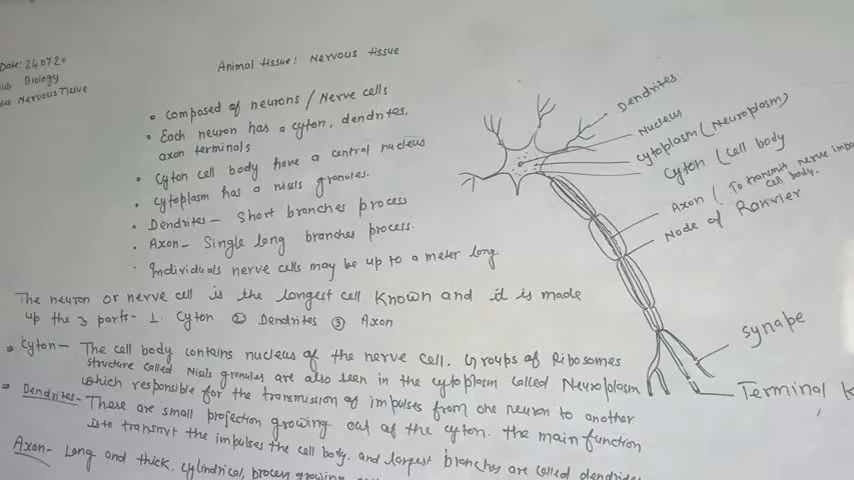 Date: 240720
Biology
Nervous Tissue
Animal tissue: Nervous tissue
• Composed of neurons / Nerve cells
• Each neuron has a cyton, dendrites,
axon terminals
• Cyton cell body have a central nucleus
• Cytoplasm has a nisils granules.
• Dendrites - Short branches process
• Axon - Single long branches process.
• Individuals nerve cells may be up to a meter long
The neuron or nerve cell is the longest cell known and it is made
up the 3 parts- 1 Cyton ② Dendrites ③ Axon
Cyton - The cell body contains nucleus of the nerve cell. Groups of Ribosomes
structure called Nisils granules are also seen in the cytoplasm called Neuroplasm
which responsible for the transmission of impulses from one neuron to another
Dendrites- These are small projection growing out of the cyton. the main function
is to transmit the impulses the cell body. and largest branches are called dendrides
Axon- Long and thick, cylindrical, process growing
Dendrites
Nucleus
cytoplasm (Neuroplasm)
Cyton (Cell body
Axon (To transmit nerve
cell body.
Node of Ranvier
synape
Terminal